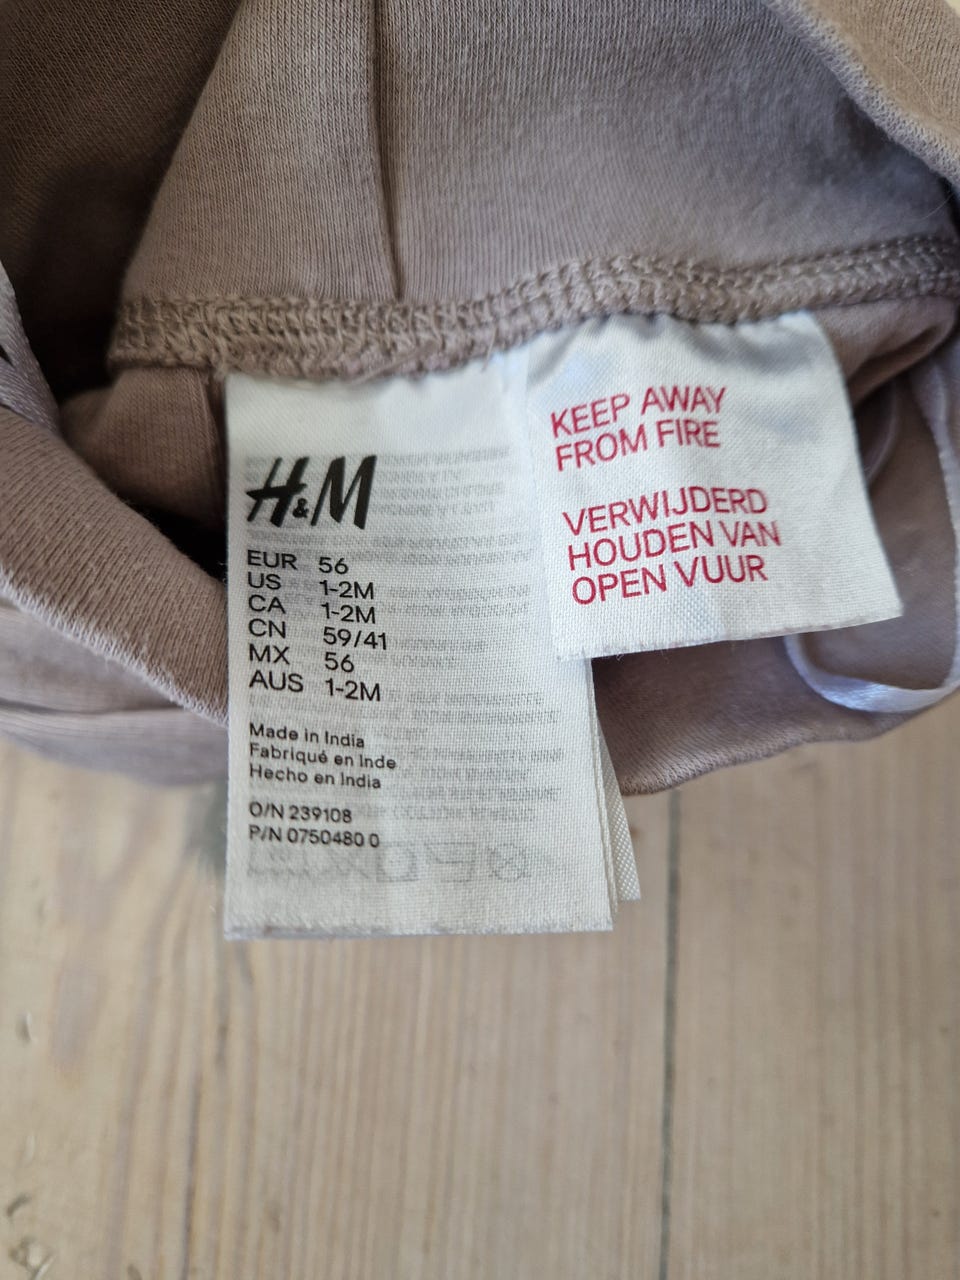 H&M
EUR 56
US 1-2M
CA 1-2M
CN 59/41
MX 56
AUS 1-2M
Made in India
Fabriqué en Inde
Hecho en India
O/N 239108
P/N 0750480 0
KEEP AWAY
FROM FIRE
VERWIJDERD
HOUDEN VAN
OPEN VUUR